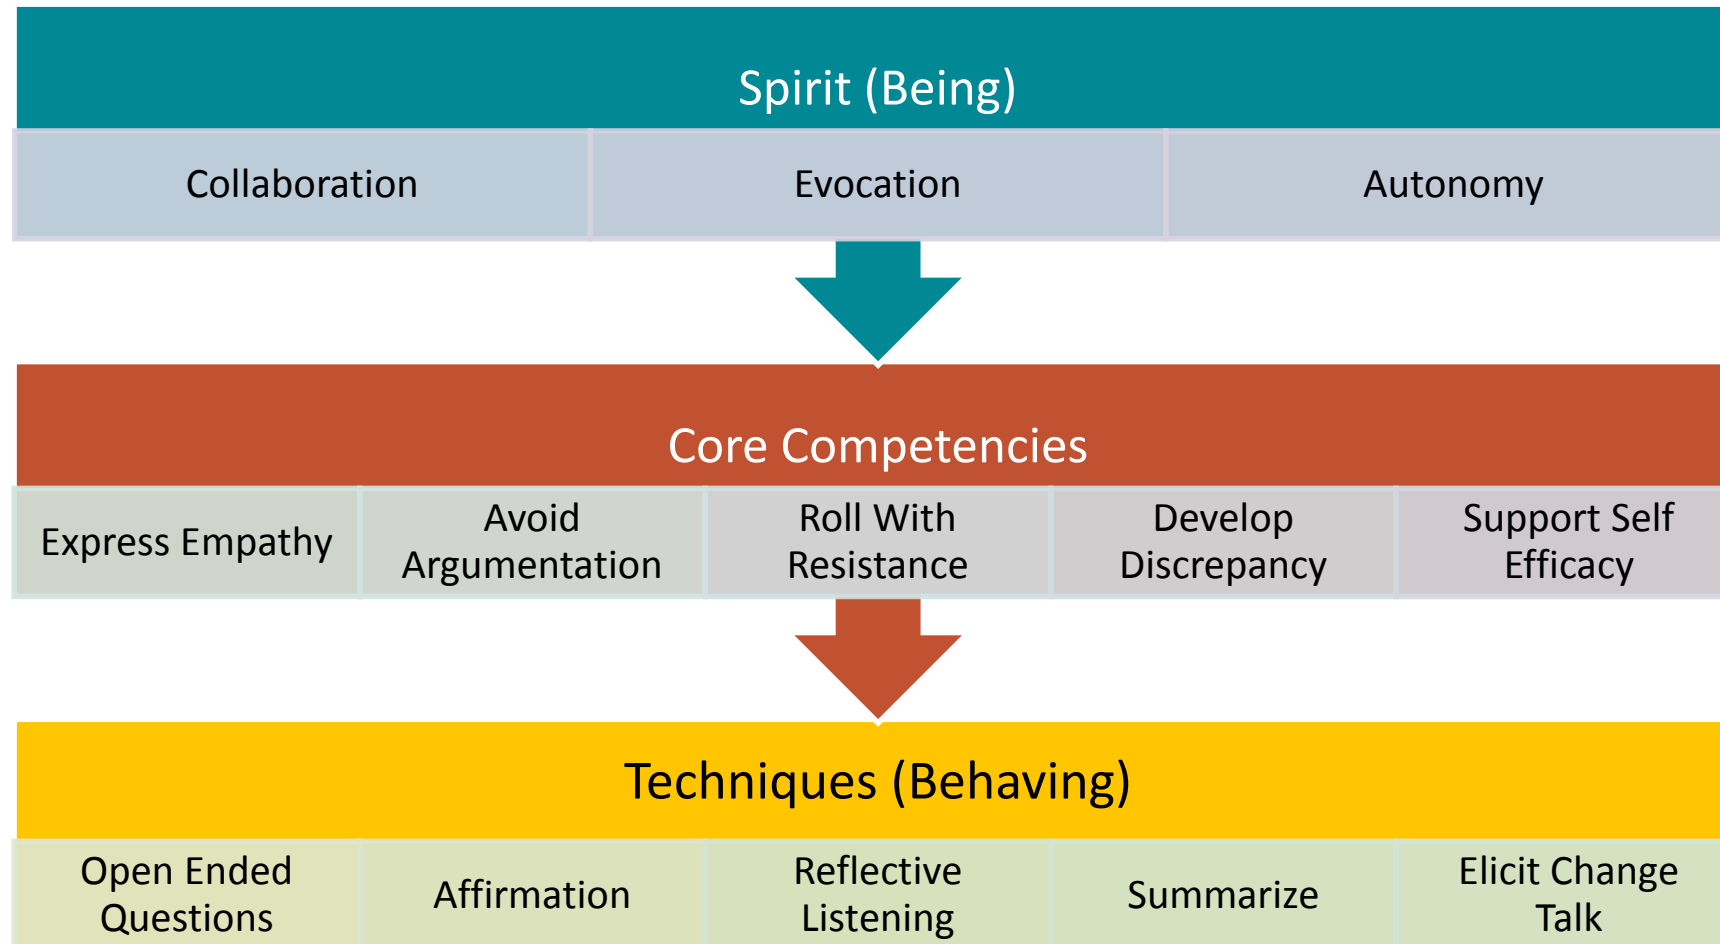 Spirit (Being)
Collaboration
Evocation
Autonomy
Core Competencies
Express Empathy
Avoid
Argumentation
Roll With
Resistance
Develop
Discrepancy
Support Self
Efficacy
Techniques (Behaving)
Open Ended
Questions
Affirmation
Reflective
Listening
Summarize
Elicit Change
Talk